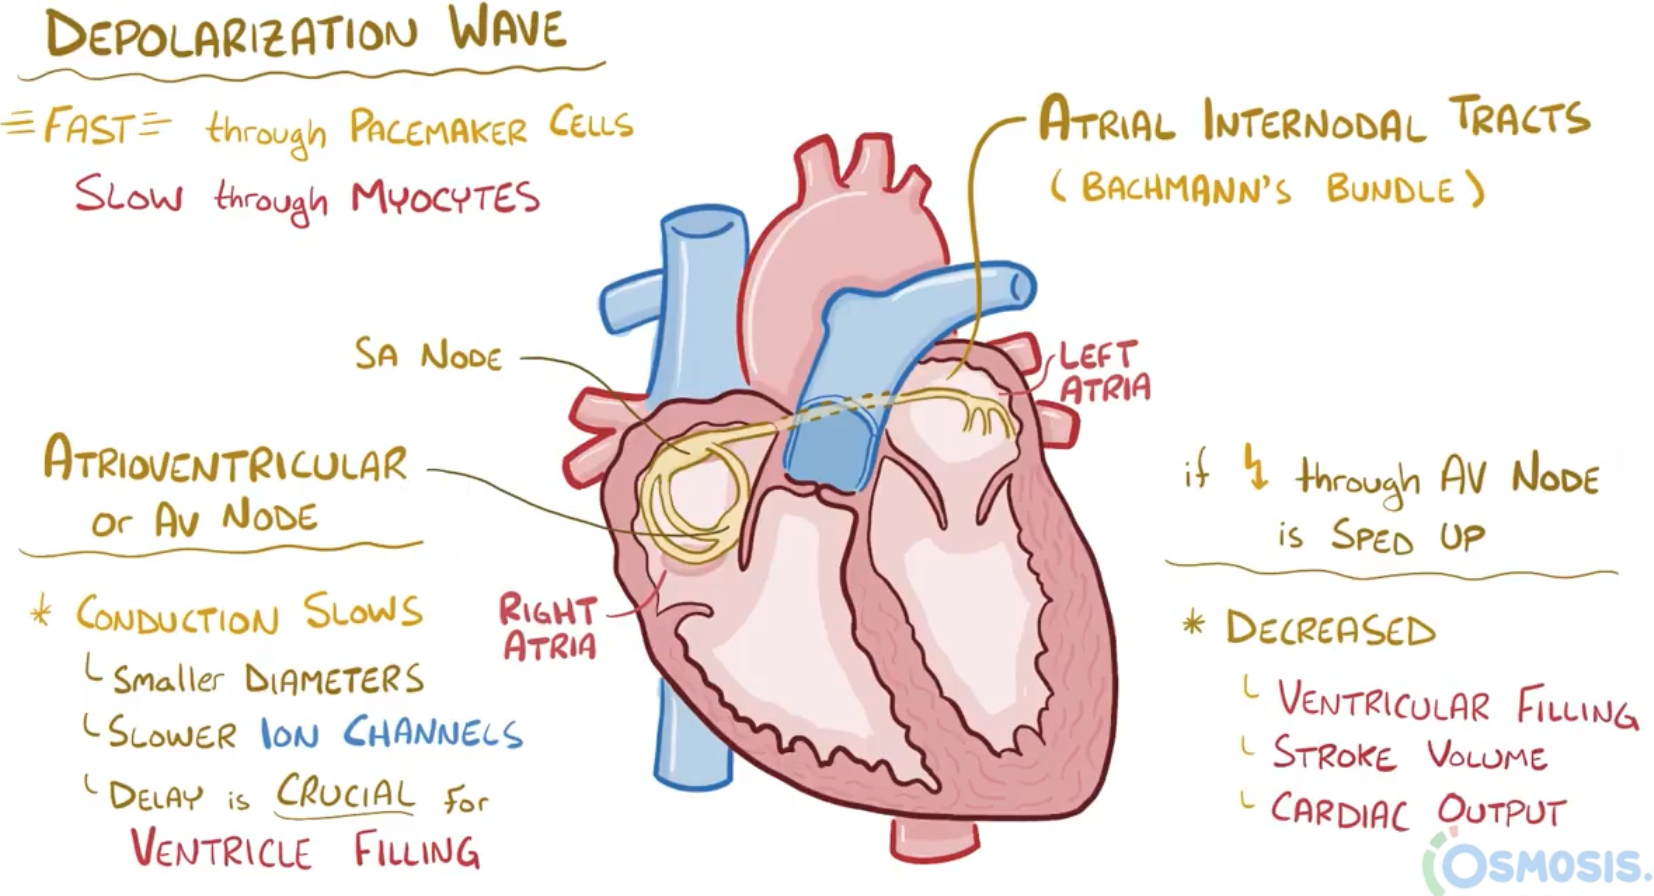 DEPOLARIZATION WAVE
FAST through PACEMAKER CELLS
SLOW through MYOCYTES
ATRIAL INTERNODAL TRACTS
(BACHMANN'S BUNDLE)
SA NODE
LEFT
ATRIA
ATRIOVENTRICULAR
or AV NODE
* CONDUCTION SLOWS
Smaller DIAMETERS
SLOWER ION CHANNELS
DELAY is CRUCIAL for
VENTRICLE FILLING
RIGHT
ATRIA
if through AV NODE
is SPED UP
* DECREASED
VENTRICULAR FILLING
STROKE VOLUME
CARDIAC OUTPUT
OSMOSIS.